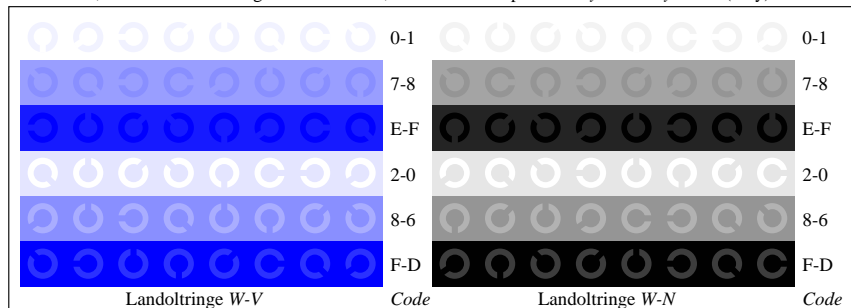 0-1 0-1
7-8 7-8
E-F E-F
2-0 2-0
8-6 8-6
F-D F-D
Landoltringe W-V Code Landoltringe W-N Code